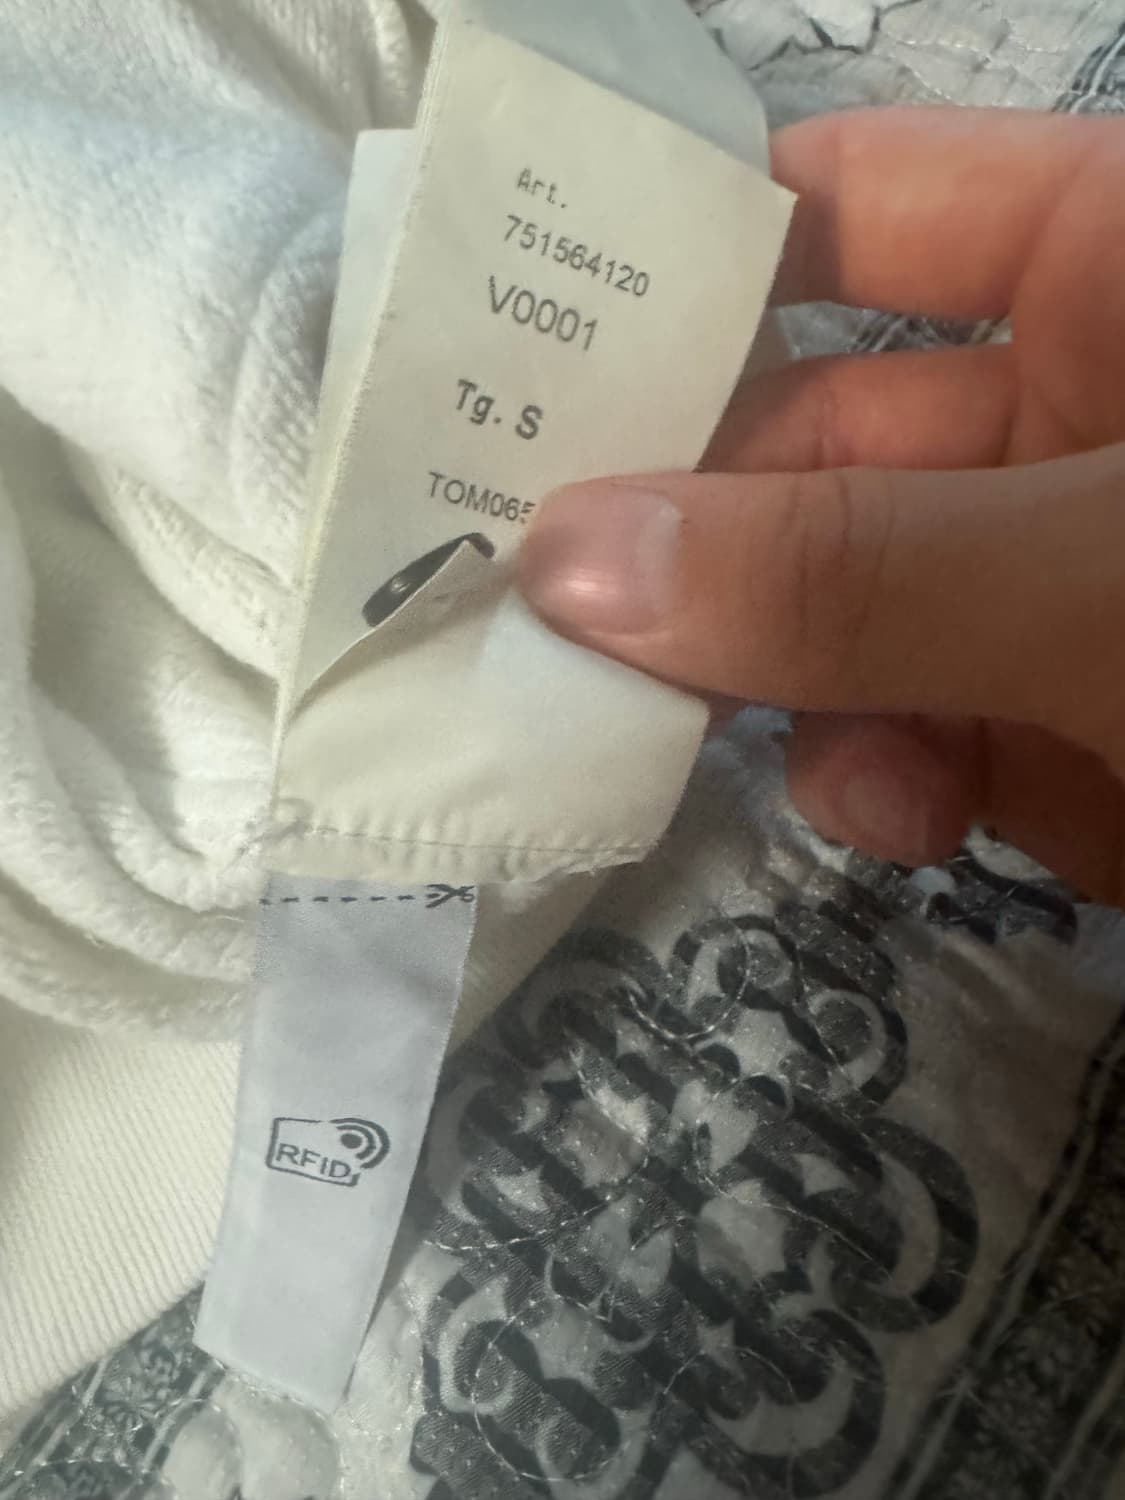 Art.
751564120
V0001
Tg. S
TOM065
RFID